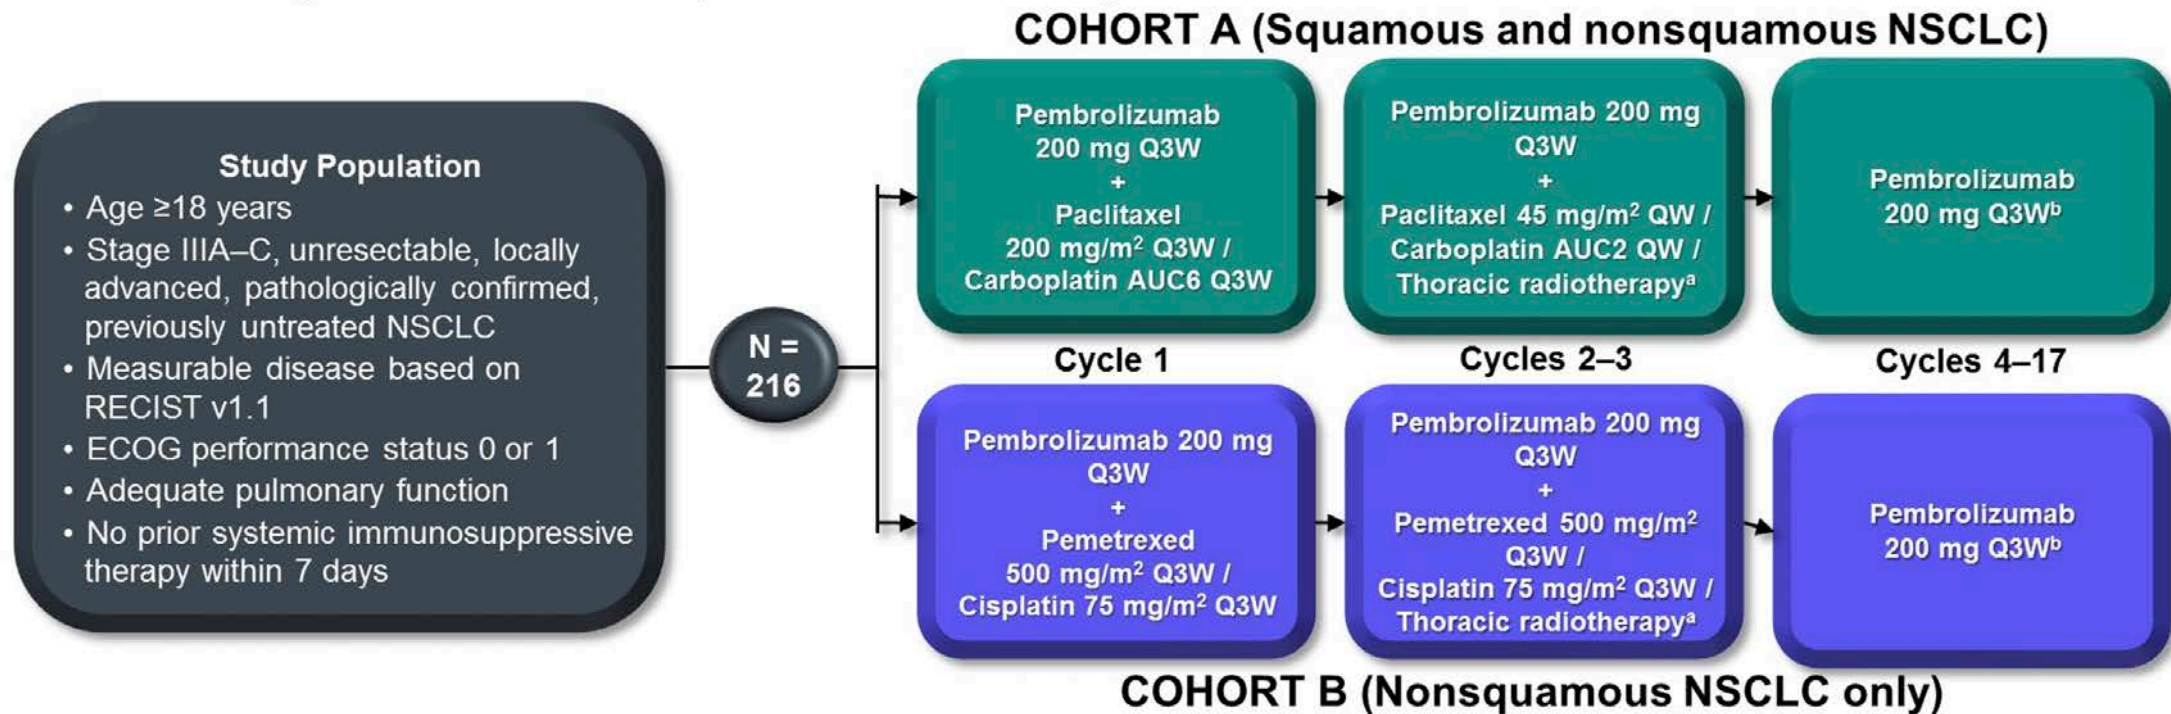 COHORT A (Squamous and nonsquamous NSCLC)
Study Population
• Age ≥18 years
• Stage IIIA–C, unresectable, locally
advanced, pathologically confirmed,
previously untreated NSCLC
• Measurable disease based on
RECIST v1.1
• ECOG performance status 0 or 1
• Adequate pulmonary function
• No prior systemic immunosuppressive
therapy within 7 days
N =
216
Pembrolizumab
200 mg Q3W
+
Paclitaxel
200 mg/m² Q3W /
Carboplatin AUC6 Q3W
Pembrolizumab 200 mg
Q3W
+
Paclitaxel 45 mg/m² QW /
Carboplatin AUC2 QW /
Thoracic radiotherapyᵃ
Pembrolizumab
200 mg Q3Wᵇ
Cycle 1
Cycles 2–3
Cycles 4–17
Pembrolizumab 200 mg
Q3W
+
Pemetrexed
500 mg/m² Q3W /
Cisplatin 75 mg/m² Q3W
Pembrolizumab 200 mg
Q3W
+
Pemetrexed 500 mg/m²
Q3W /
Cisplatin 75 mg/m² Q3W /
Thoracic radiotherapyᵃ
Pembrolizumab
200 mg Q3Wᵇ
COHORT B (Nonsquamous NSCLC only)